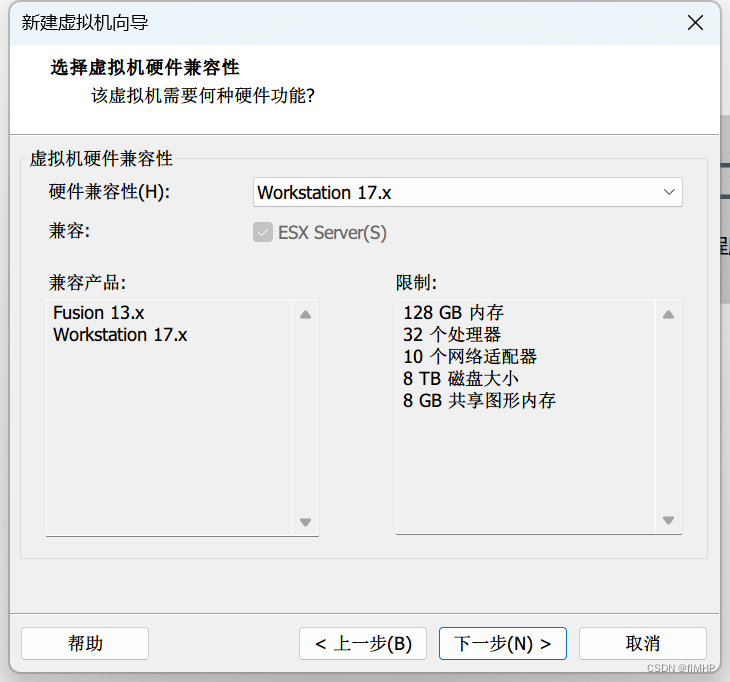 新建虚拟机向导
选择虚拟机硬件兼容性
该虚拟机需要何种硬件功能?
虚拟机硬件兼容性
硬件兼容性(H): Workstation 17.x
兼容: ESX Server(S)
兼容产品: 限制:
Fusion 13.x
Workstation 17.x
128 GB 内存
32 个处理器
10 个网络适配器
8 TB 磁盘大小
8 GB 共享图形内存
帮助 < 上一步(B) 下一步(N) > 取消
CSDN @flMHP